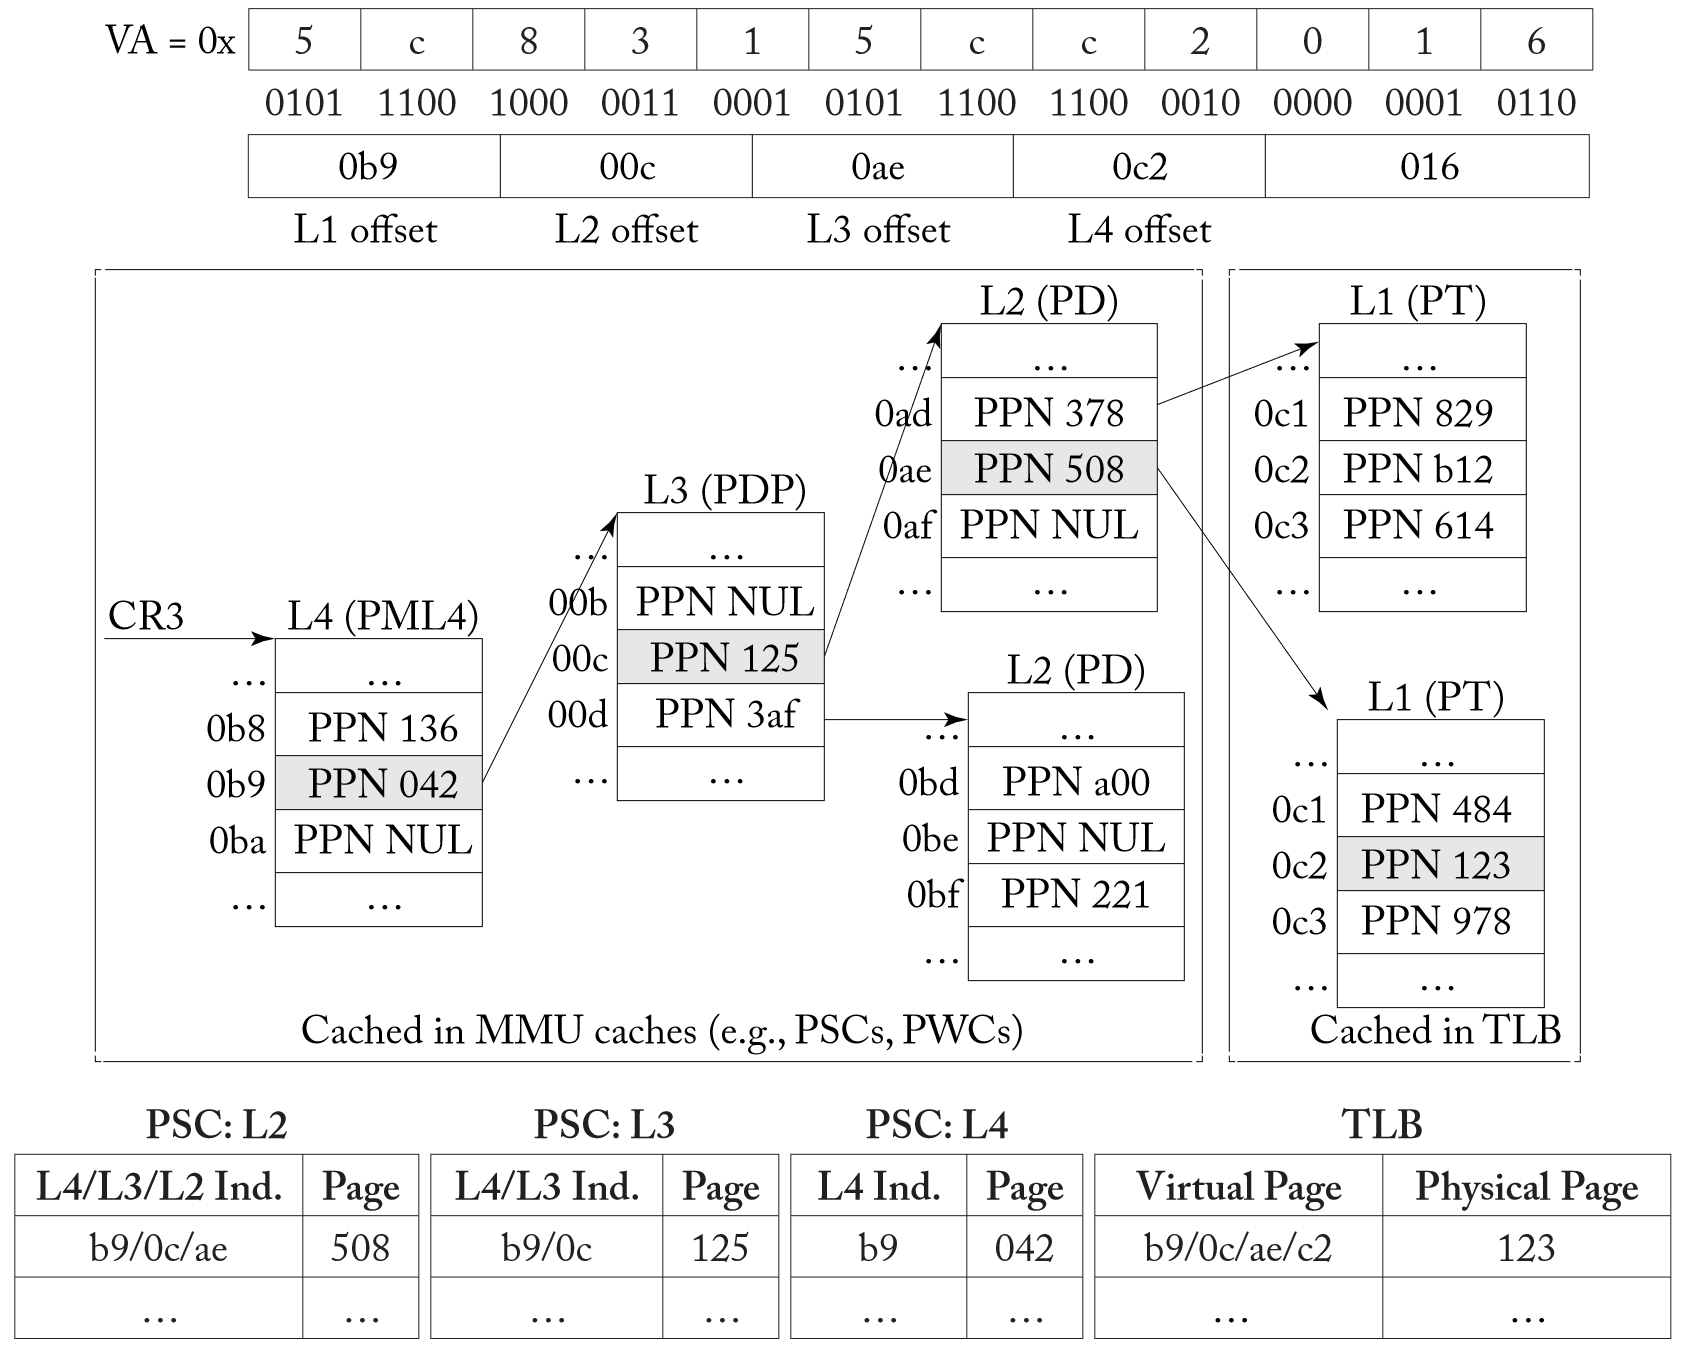 VA = 0x 5 c 8 3 1 5 c c 2 0 1 6
0101 1100 1000 0011 0001 0101 1100 1100 0010 0000 0001 0110
0b9 00c 0ae 0c2 016
L1 offset L2 offset L3 offset L4 offset
CR3
L4 (PML4)
... ...
0b8 PPN 136
0b9 PPN 042
0ba PPN NUL
... ...
L3 (PDP)
... ...
00b PPN NUL
00c PPN 125
00d PPN 3af
... ...
L2 (PD)
... ...
0ad PPN 378
0ae PPN 508
0af PPN NUL
... ...
L2 (PD)
... ...
0bd PPN a00
0be PPN NUL
0bf PPN 221
... ...
Cached in MMU caches (e.g., PSCs, PWCs)
L1 (PT)
... ...
0c1 PPN 829
0c2 PPN b12
0c3 PPN 614
... ...
L1 (PT)
... ...
0c1 PPN 484
0c2 PPN 123
0c3 PPN 978
... ...
Cached in TLB
PSC: L2
L4/L3/L2 Ind. Page
b9/0c/ae 508
... ...
PSC: L3
L4/L3 Ind. Page
b9/0c 125
... ...
PSC: L4
L4 Ind. Page
b9 042
... ...
TLB
Virtual Page Physical Page
b9/0c/ae/c2 123
... ...